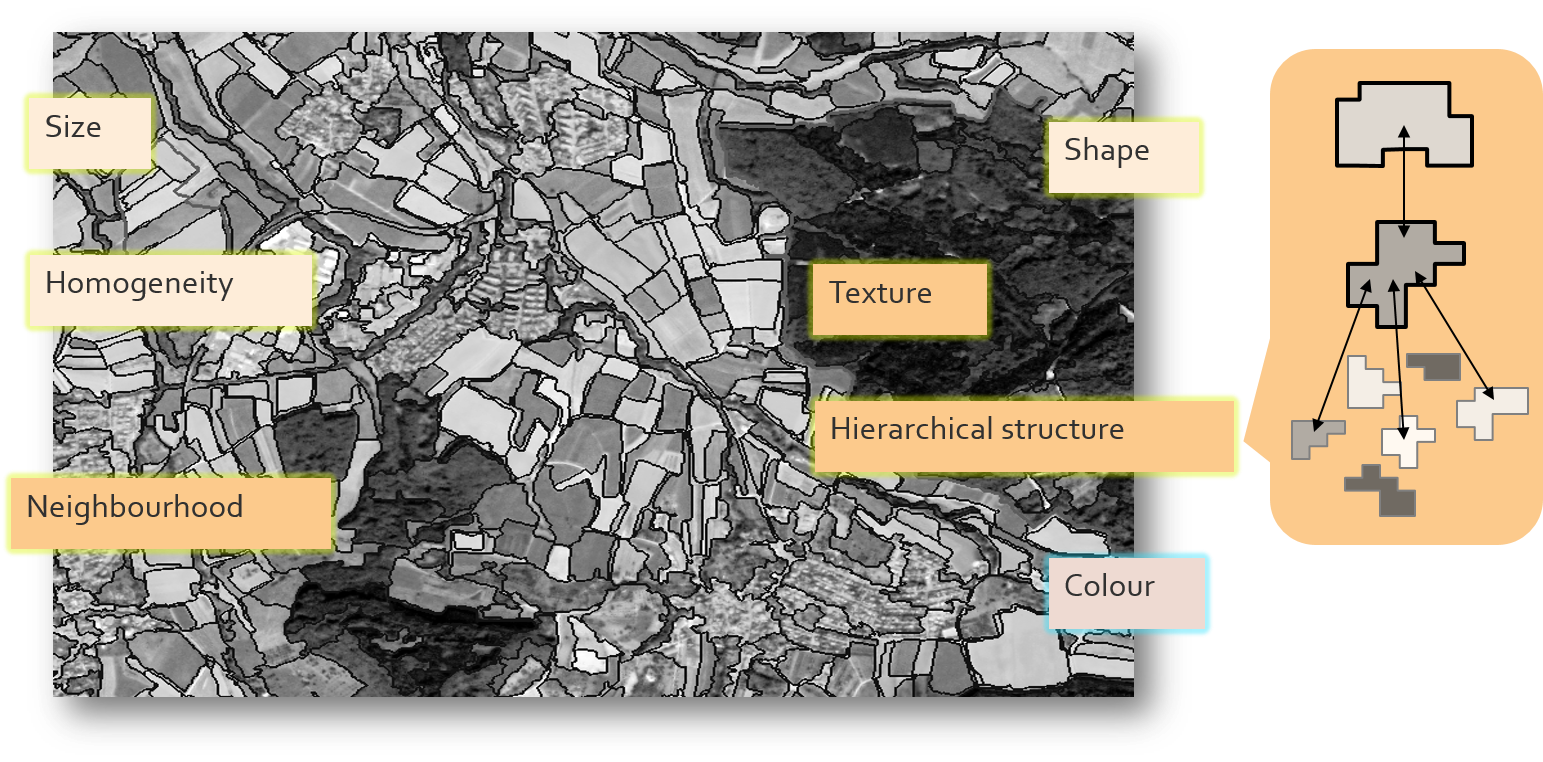 Size
Shape
Homogeneity
Texture
Hierarchical structure
Neighbourhood
Colour